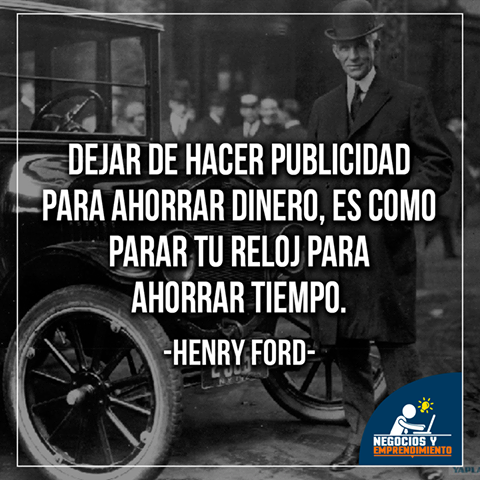 DEJAR DE HACER PUBLICIDAD
PARA AHORRAR DINERO, ES COMO
PARAR TU RELOJ PARA
AHORRAR TIEMPO.
-HENRY FORD-
NEGOCIOS Y
EMPRENDIMIENTO